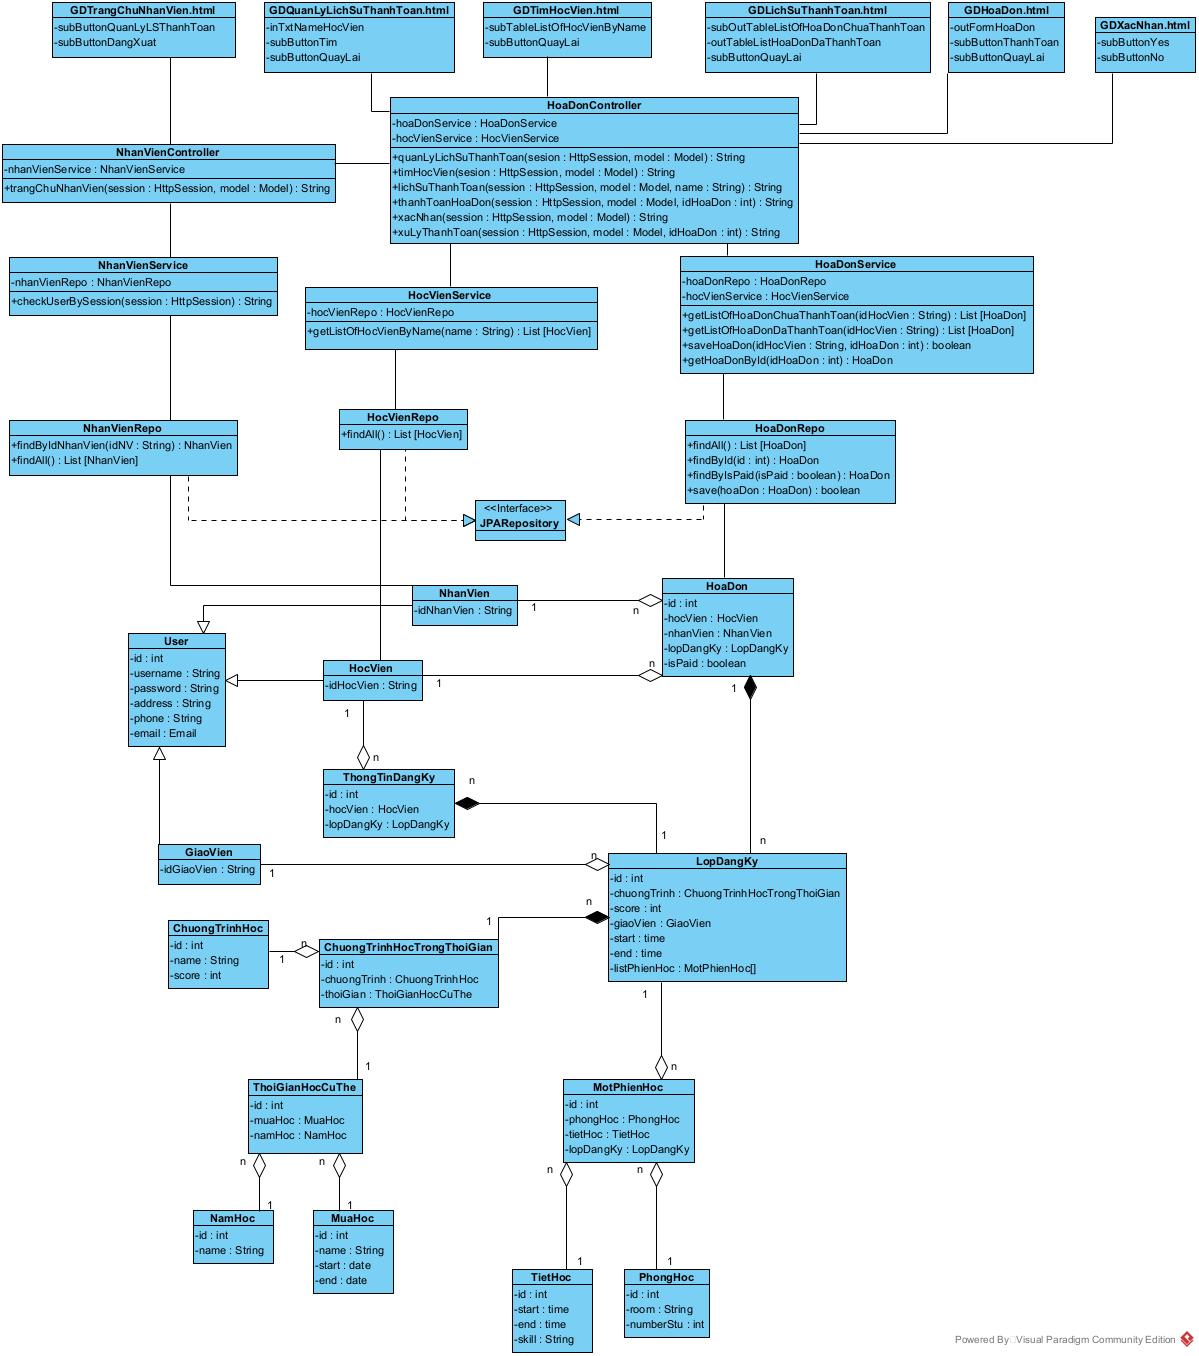 GDTrangChuNhanVien.html
-subButtonQuanLyLSThanhToan
-subButtonDangXuat
GDQuanLyLichSuThanhToan.html
-inTxtNameHocVien
-subButtonTim
-subButtonQuayLai
GDTimHocVien.html
-subTableListOfHocVienByName
-subButtonQuayLai
GDLichSuThanhToan.html
-subOutTableListOfHoaDonChuaThanhToan
-outTableListHoaDonDaThanhToan
-subButtonQuayLai
GDHoaDon.html
-outFormHoaDon
-subButtonThanhToan
-subButtonQuayLai
GDXacNhan.html
-subButtonYes
-subButtonNo
HoaDonController
-hoaDonService : HoaDonService
-hocVienService : HocVienService
+quanLyLichSuThanhToan(sesion : HttpSession, model : Model) : String
+timHocVien(sesion : HttpSession, model : Model) : String
+lichSuThanhToan(session : HttpSession, model : Model, name : String) : String
+thanhToanHoaDon(session : HttpSession, model : Model, idHoaDon : int) : String
+xacNhan(session : HttpSession, model : Model) : String
+xuLyThanhToan(session : HttpSession, model : Model, idHoaDon : int) : String
NhanVienController
-nhanVienService : NhanVienService
+trangChuNhanVien(session : HttpSession, model : Model) : String
NhanVienService
-nhanVienRepo : NhanVienRepo
+checkUserBySession(session : HttpSession) : String
HocVienService
-hocVienRepo : HocVienRepo
+getListOfHocVienByName(name : String) : List [HocVien]
HoaDonService
-hoaDonRepo : HoaDonRepo
-hocVienService : HocVienService
+getListOfHoaDonChuaThanhToan(idHocVien : String) : List [HoaDon]
+getListOfHoaDonDaThanhToan(idHocVien : String) : List [HoaDon]
+saveHoaDon(idHocVien : String, idHoaDon : int) : boolean
+getHoaDonById(idHoaDon : int) : HoaDon
NhanVienRepo
+findByIdNhanVien(idNV : String) : NhanVien
+findAll() : List [NhanVien]
HocVienRepo
+findAll() : List [HocVien]
HoaDonRepo
+findAll() : List [HoaDon]
+findById(id : int) : HoaDon
+findByIsPaid(isPaid : boolean) : HoaDon
+save(hoaDon : HoaDon) : boolean
<<Interface>>
JPARepository
NhanVien
-idNhanVien : String
1
n
HoaDon
-id : int
-hocVien : HocVien
-nhanVien : NhanVien
-lopDangKy : LopDangKy
-isPaid : boolean
User
-id : int
-username : String
-password : String
-address : String
-phone : String
-email : Email
HocVien
-idHocVien : String
1
n
1
1
n
ThongTinDangKy
-id : int
-hocVien : HocVien
-lopDangKy : LopDangKy
n
1
n
GiaoVien
-idGiaoVien : String
1
n
LopDangKy
-id : int
-chuongTrinh : ChuongTrinhHocTrongThoiGian
-score : int
-giaoVien : GiaoVien
-start : time
-end : time
-listPhienHoc : MotPhienHoc[]
n
1
ChuongTrinhHoc
-id : int
-name : String
-score : int
1
n
ChuongTrinhHocTrongThoiGian
-id : int
-chuongTrinh : ChuongTrinhHoc
-thoiGian : ThoiGianHocCuThe
n
1
1
n
ThoiGianHocCuThe
-id : int
-muaHoc : MuaHoc
-namHoc : NamHoc
MotPhienHoc
-id : int
-phongHoc : PhongHoc
-tietHoc : TietHoc
-lopDangKy : LopDangKy
n
n
1
1
n
n
1
1
NamHoc
-id : int
-name : String
MuaHoc
-id : int
-name : String
-start : date
-end : date
TietHoc
-id : int
-start : time
-end : time
-skill : String
PhongHoc
-id : int
-room : String
-numberStu : int
Powered By Visual Paradigm Community Edition